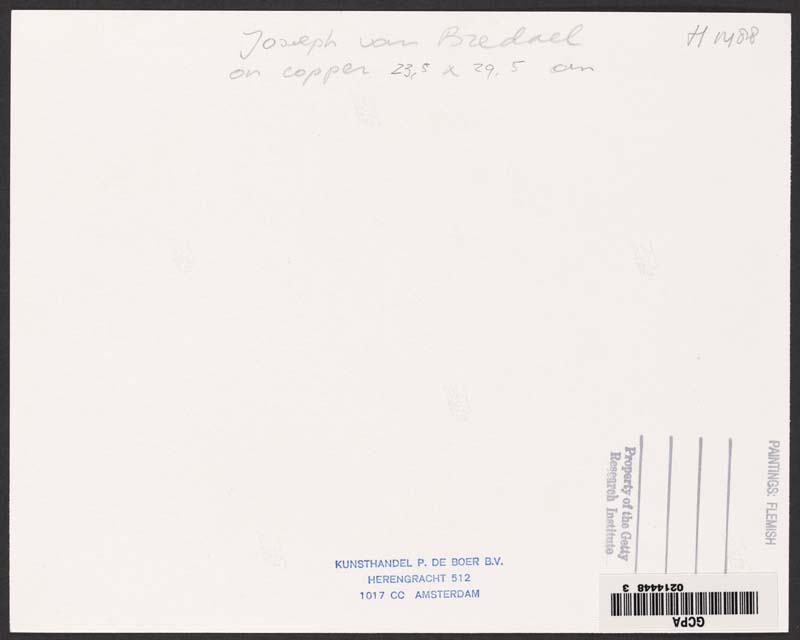 Joseph van Bredael
on copper 23,5 x 29,5 cm
KUNSTHANDEL P. DE BOER B.V.
HERENGRACHT 512
1017 CC AMSTERDAM
PAINTINGS: FLEMISH
Property of the Getty
Research Institute
GCPA
0214448 3